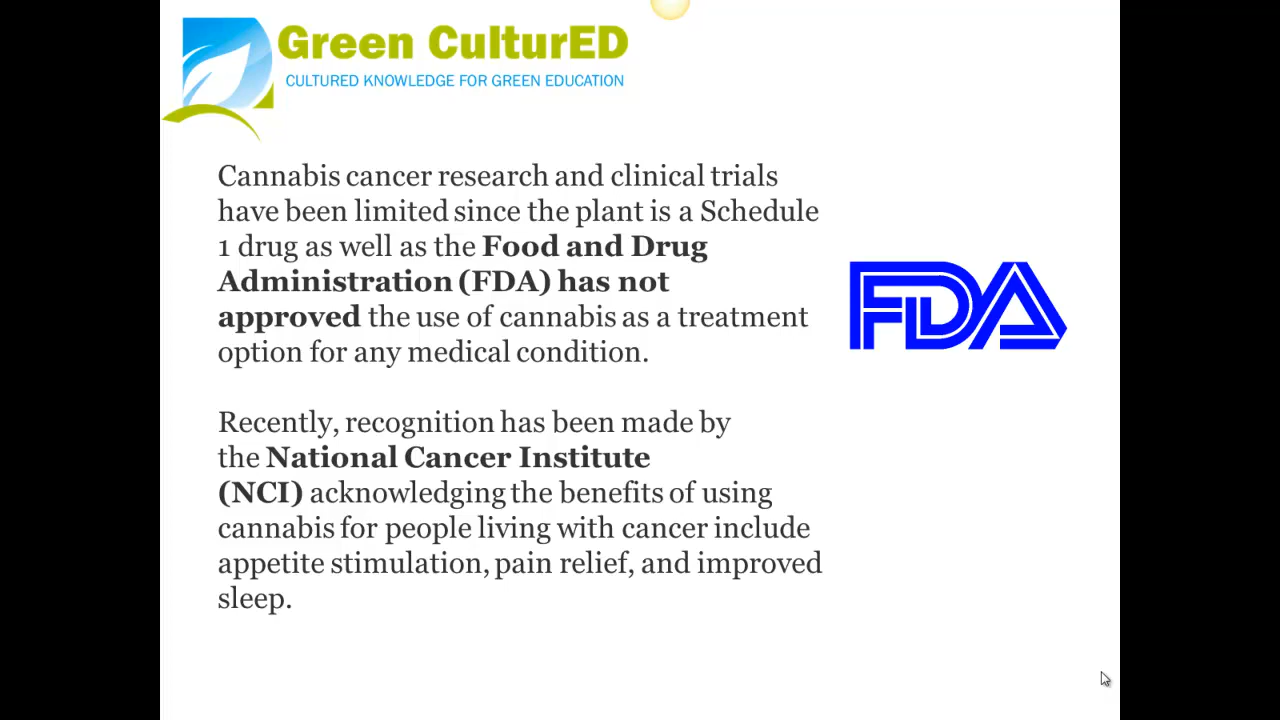 Green CulturED
CULTURED KNOWLEDGE FOR GREEN EDUCATION
Cannabis cancer research and clinical trials
have been limited since the plant is a Schedule
1 drug as well as the Food and Drug
Administration (FDA) has not
approved the use of cannabis as a treatment
option for any medical condition.
FDA
Recently, recognition has been made by
the National Cancer Institute
(NCI) acknowledging the benefits of using
cannabis for people living with cancer include
appetite stimulation, pain relief, and improved
sleep.